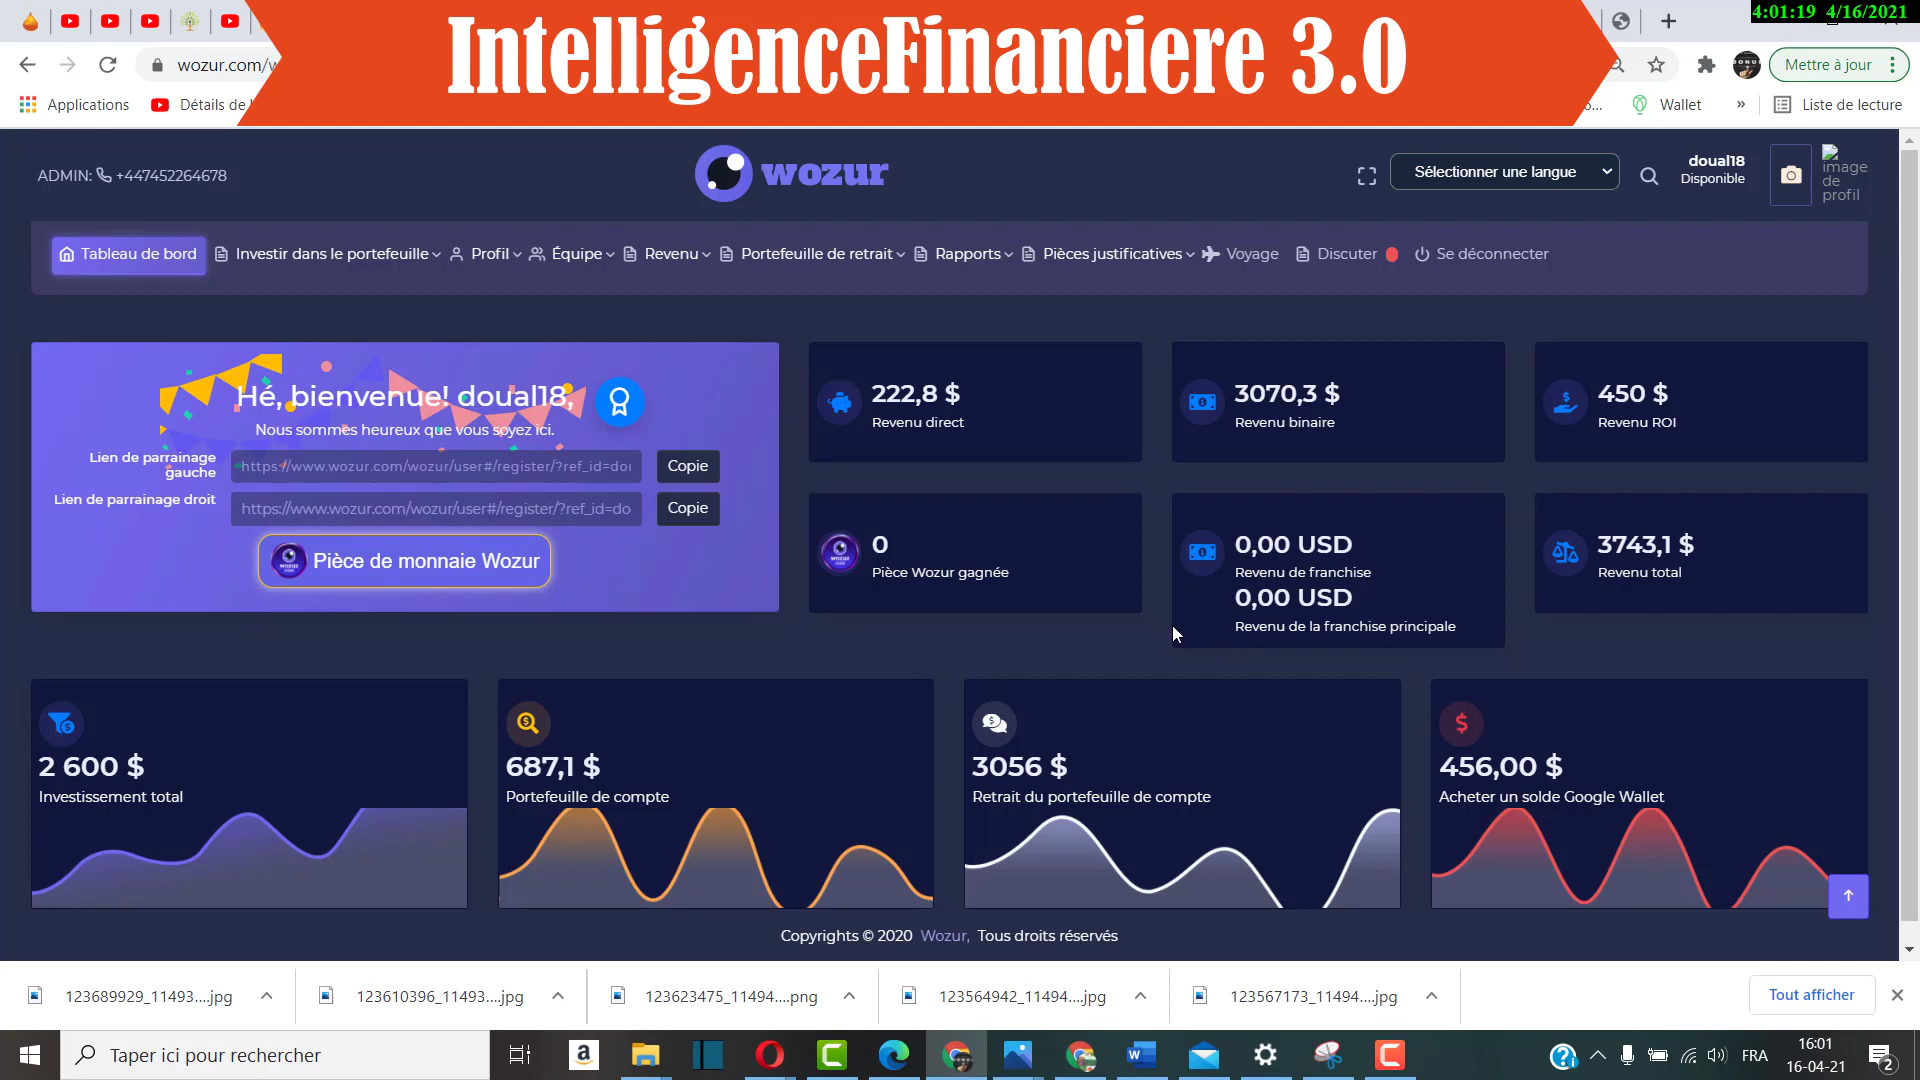 IntelligenceFinanciere 3.0
4:01:19 4/16/2021
wozur.com/w
Mettre à jour
Applications
Détails de
Wallet
»
Liste de lecture
ADMIN: +447452264678
wozur
Sélectionner une langue
doual18
Disponible
image
de
profil
Tableau de bord
Investir dans le portefeuille
Profil
Équipe
Revenu
Portefeuille de retrait
Rapports
Pièces justificatives
Voyage
Discuter
Se déconnecter
Hé, bienvenue! doual18,
Nous sommes heureux que vous soyez ici.
Lien de parrainage
gauche
https://www.wozur.com/wozur/user#/register/?ref_id=dou
Copie
Lien de parrainage droit
https://www.wozur.com/wozur/user#/register/?ref_id=do
Copie
Pièce de monnaie Wozur
222,8 $
Revenu direct
3070,3 $
Revenu binaire
450 $
Revenu ROI
0
Pièce Wozur gagnée
0,00 USD
Revenu de franchise
0,00 USD
Revenu de la franchise principale
3743,1 $
Revenu total
2 600 $
Investissement total
687,1 $
Portefeuille de compte
3056 $
Retrait du portefeuille de compte
456,00 $
Acheter un solde Google Wallet
Copyrights © 2020 Wozur, Tous droits réservés
123689929_11493....jpg
123610396_11493....jpg
123623475_11494....png
123564942_11494....jpg
123567173_11494....jpg
Tout afficher
Taper ici pour rechercher
FRA
16:01
16-04-21
2